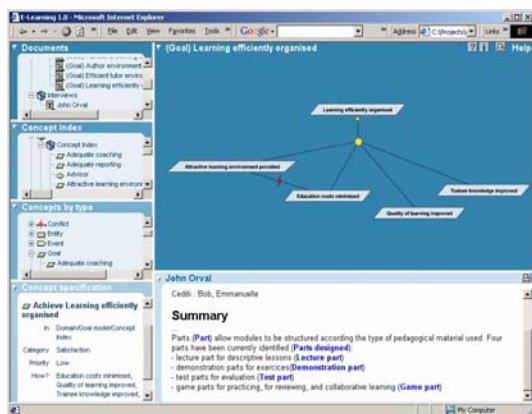 E-Learning 1.0 - Microsoft Internet Explorer
File Edit View Favorites Tools » Google Address C:\Projects\ Links »
Documents
(Goal) Author environment
(Goal) Efficient tutor enviro
(Goal) Learning efficiently
Interviews
John Orval
Concept index
Concept Index
Adequate coaching
Adequate reporting
Advisor
Attractive learning environ
Concepts by type
Conflict
Entity
Event
Goal
Adequate coaching
Concept specification
Achieve Learning efficiently
organised
In Domain/Goal model/Concept
Index
Category Satisfaction
Priority Low
How? Education costs minimised,
Quality of learning improved,
Trainee knowledge improved,
(Goal) Learning efficiently organised
Help
Learning efficiently organised
Attractive learning environment provided
Education costs minimised
Trainee knowledge improved
Quality of learning improved
John Orval
Cediti : Bob, Emmanuelle
Summary
Parts (Part) allow modules to be structured according the type of pedagogical material used. Four
parts have been currently identified (Parts designed):
- lecture part for descriptive lessons (Lecture part)
- demonstration parts for exercices(Demonstration part)
- test parts for evaluation (Test part)
- game parts for practicing, for reviewing, and collaborative learning (Game part)
My Computer